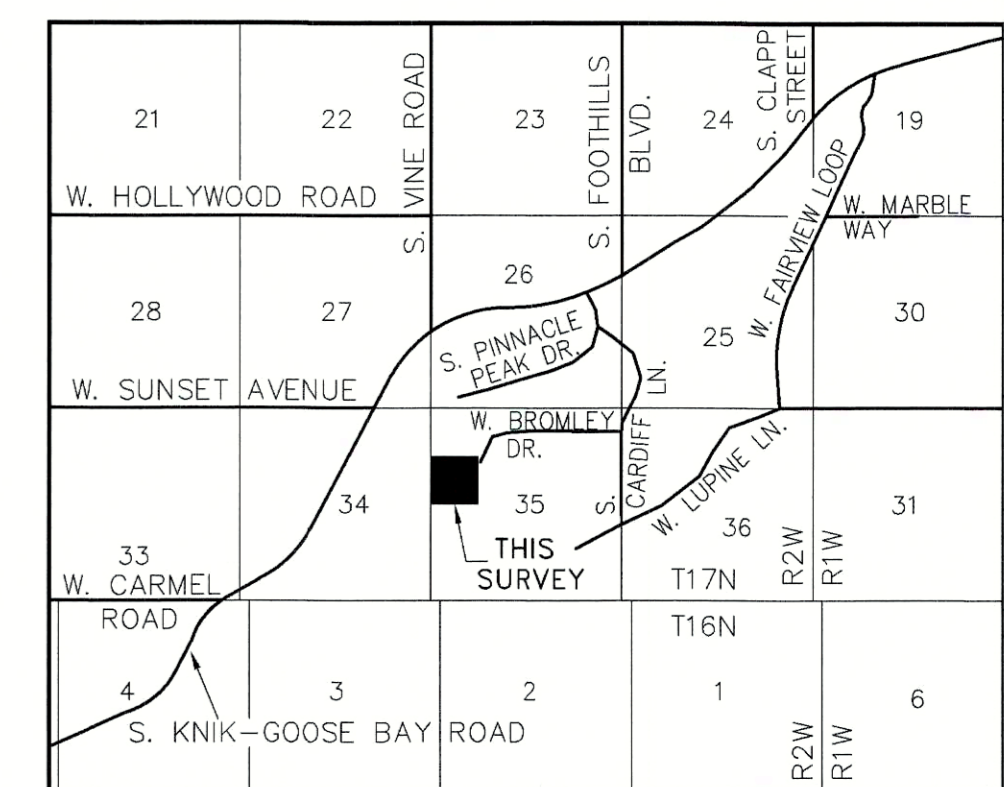 21
22
23
24
19
S. VINE ROAD
S. FOOTHILLS
BLVD.
S. CLAPP
STREET
W. HOLLYWOOD ROAD
W. FAIRVIEW LOOP
W. MARBLE
WAY
28
27
26
25
30
S. PINNACLE
PEAK DR.
W. SUNSET AVENUE
W. BROMLEY
DR.
S. CARDIFF LN.
W. LUPINE LN.
33
34
35
36
31
THIS
SURVEY
W. CARMEL
ROAD
T17N
R2W
R1W
T16N
4
3
2
1
6
S. KNIK-GOOSE BAY ROAD
R2W
R1W